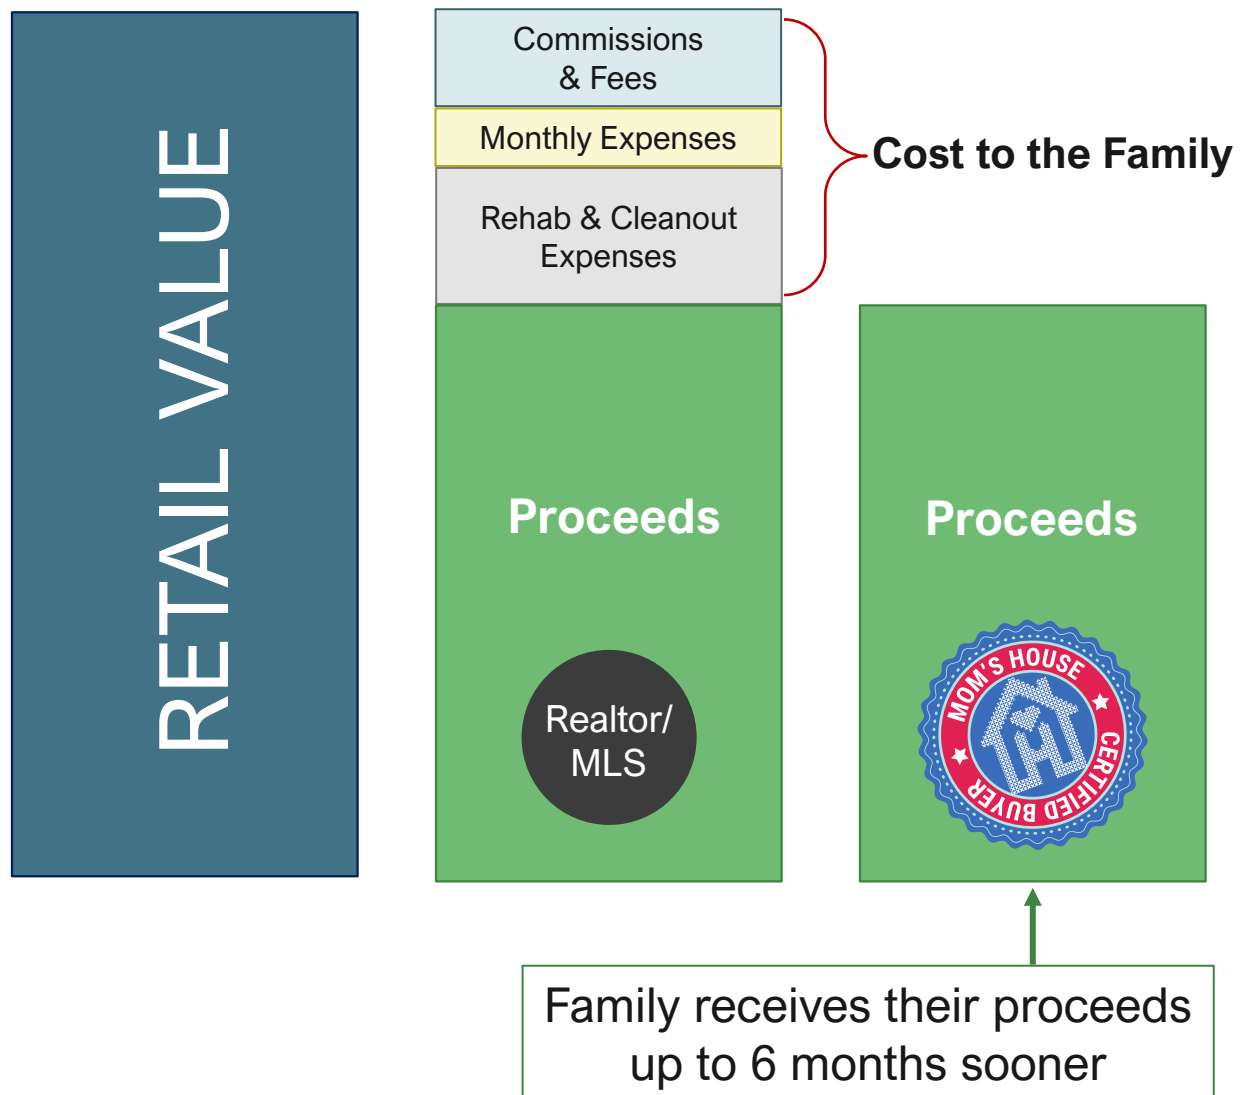 RETAIL VALUE
Commissions
& Fees
Monthly Expenses
Rehab & Cleanout
Expenses
Cost to the Family
Proceeds
Realtor/
MLS
Proceeds
MOM'S HOUSE
CERTIFIED BUYER
Family receives their proceeds
up to 6 months sooner